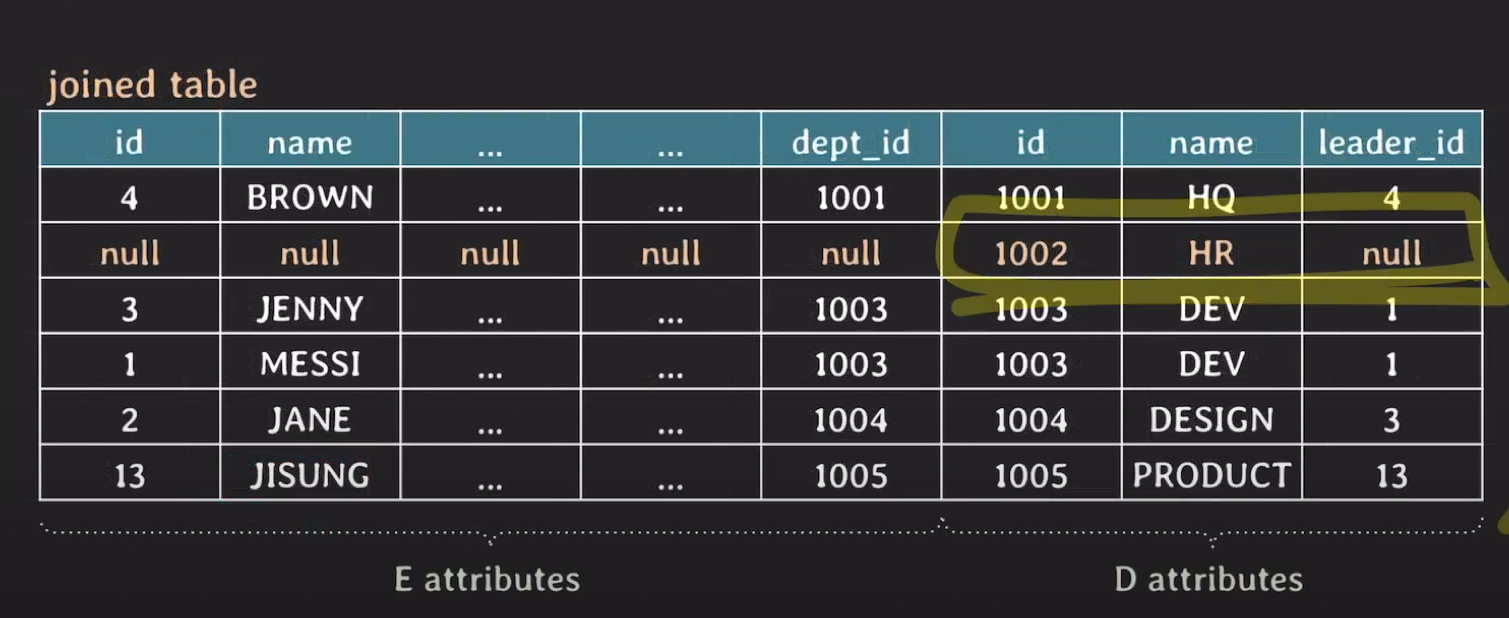 joined table
id name ... ... dept_id id name leader_id
4 BROWN ... ... 1001 1001 HQ 4
null null null null null 1002 HR null
3 JENNY ... ... 1003 1003 DEV 1
1 MESSI ... ... 1003 1003 DEV 1
2 JANE ... ... 1004 1004 DESIGN 3
13 JISUNG ... ... 1005 1005 PRODUCT 13
E attributes D attributes